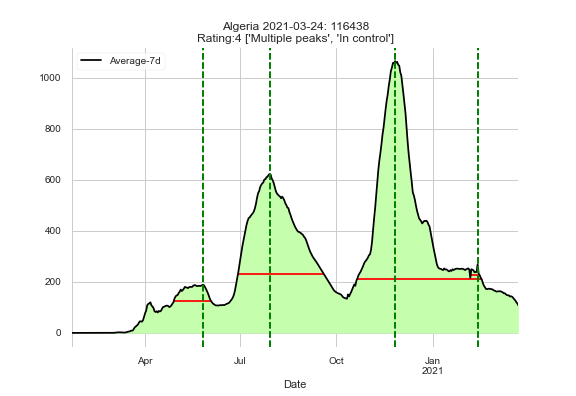 Algeria 2021-03-24: 116438
Rating:4 ['Multiple peaks', 'In control']
Average-7d
1000
800
600
400
200
0
Apr
Jul
Oct
Jan
2021
Date